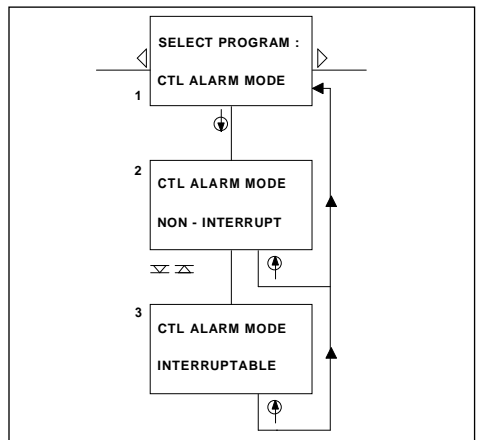 SELECT PROGRAM :
CTL ALARM MODE
1
2
CTL ALARM MODE
NON - INTERRUPT
3
CTL ALARM MODE
INTERRUPTABLE